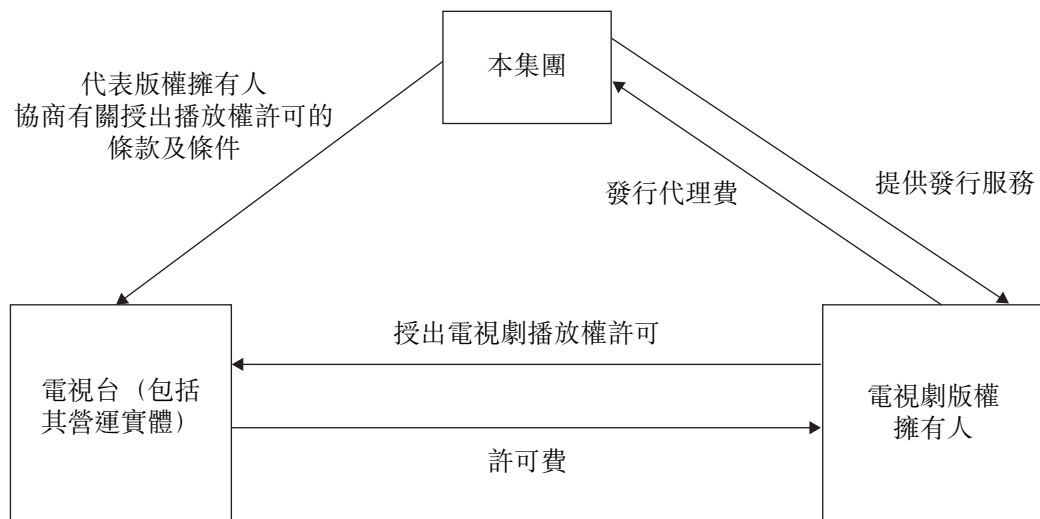 本集團
代表版權擁有人
協商有關授出播放權許可的
條款及條件
發行代理費
提供發行服務
授出電視劇播放權許可
電視台（包括
其營運實體）
電視劇版權
擁有人
許可費